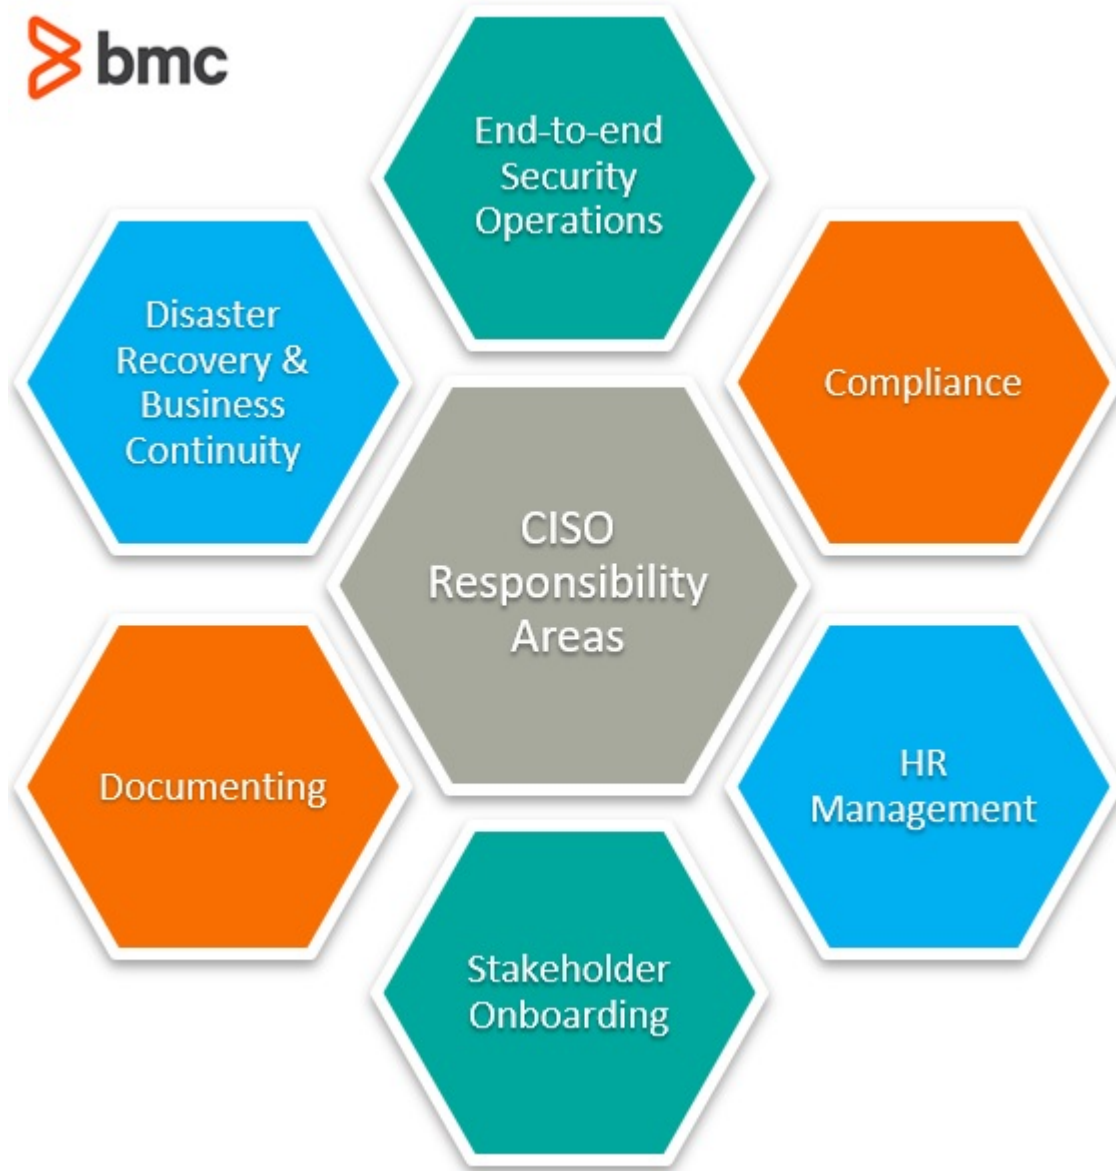 bmc
End-to-end
Security
Operations
Compliance
HR
Management
Stakeholder
Onboarding
Documenting
Disaster
Recovery &
Business
Continuity
CISO
Responsibility
Areas